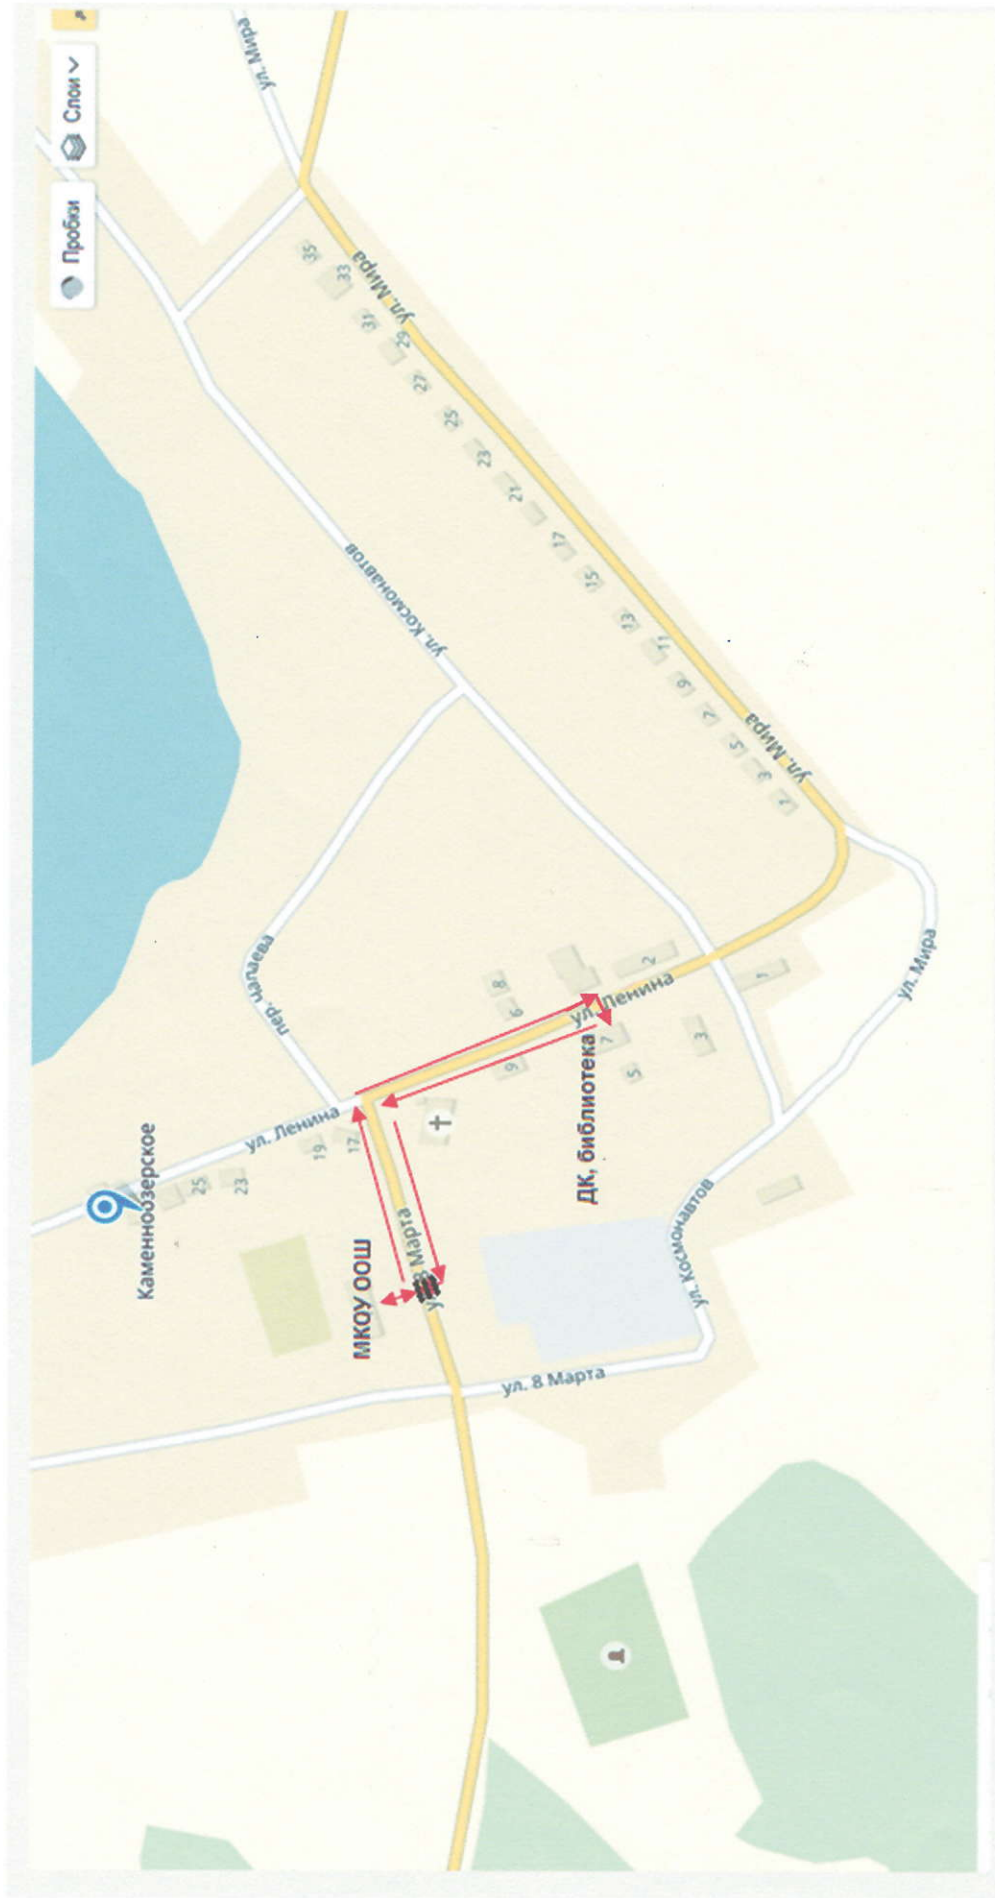 Пробки
Слои
Каменноозерское
25
23
ул. Мира
пер. чапаева
ул. Ленина
19
17
35
33
31
МКОУ ООШ
ул. Мира
29
27
25
23
21
17
15
13
11
9
7
5
3
1
ул. Космонавтов
8 Марта
8
6
9
ул. 8 Марта
ул. Ленина
ДК, библиотека
7
5
2
3
1
ул. Космонавтов
ул. Мира
ул. Мира